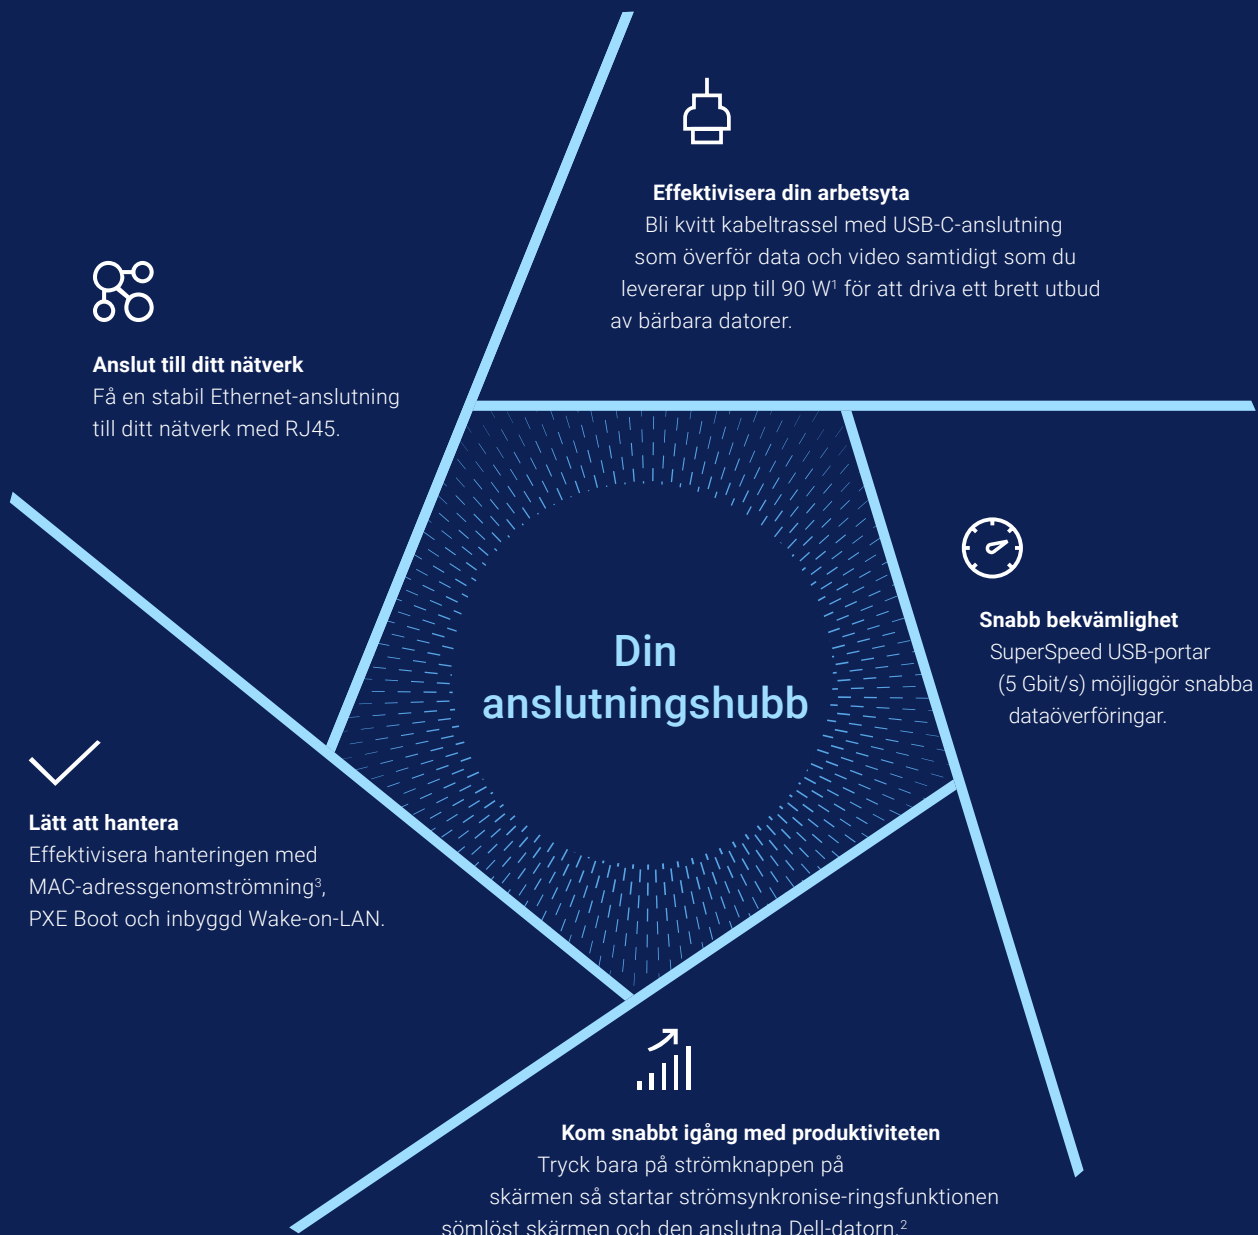 Effektivisera din arbetsyta
Bli kvitt kabeltrassel med USB-C-anslutning
som överför data och video samtidigt som du
levererar upp till 90 W¹ för att driva ett brett utbud
av bärbara datorer.
Anslut till ditt nätverk
Få en stabil Ethernet-anslutning
till ditt nätverk med RJ45.
Din
anslutningshubb
Snabb bekvämlighet
SuperSpeed USB-portar
(5 Gbit/s) möjliggör snabba
dataöverföringar.
Lätt att hantera
Effektivisera hanteringen med
MAC-adressgenomströmning³,
PXE Boot och inbyggd Wake-on-LAN.
Kom snabbt igång med produktiviteten
Tryck bara på strömknappen på
skärmen så startar strömsynkronise-ringsfunktionen
sömlöst skärmen och den anslutna Dell-datorn.²